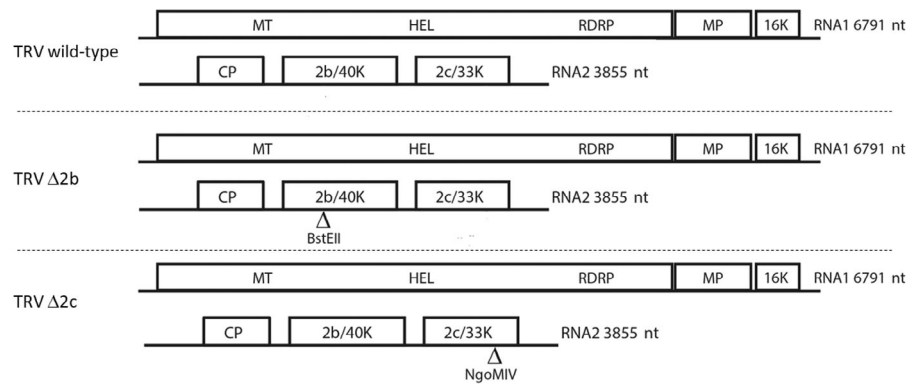 MT HEL RDRP MP 16K RNA1 6791 nt
TRV wild-type
CP 2b/40K 2c/33K RNA2 3855 nt
MT HEL RDRP MP 16K RNA1 6791 nt
TRV Δ2b
CP 2b/40K 2c/33K RNA2 3855 nt
Δ
BstEII
MT HEL RDRP MP 16K RNA1 6791 nt
TRV Δ2c
CP 2b/40K 2c/33K RNA2 3855 nt
Δ
NgoMIV